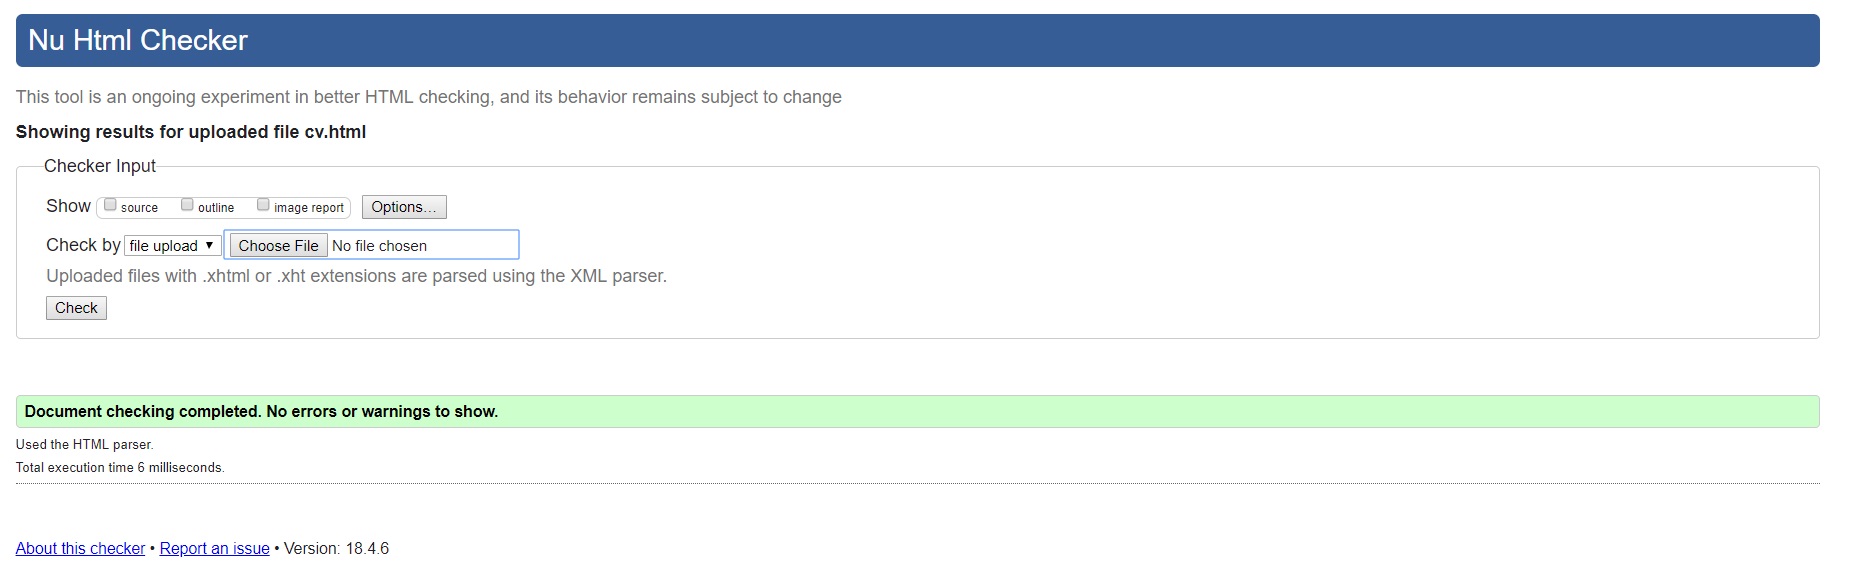 Nu Html Checker
This tool is an ongoing experiment in better HTML checking, and its behavior remains subject to change
Showing results for uploaded file cv.html
Checker Input
Show source outline image report Options...
Check by file upload ▼ Choose File No file chosen
Uploaded files with .xhtml or .xht extensions are parsed using the XML parser.
Check
Document checking completed. No errors or warnings to show.
Used the HTML parser.
Total execution time 6 milliseconds.
About this checker • Report an issue • Version: 18.4.6